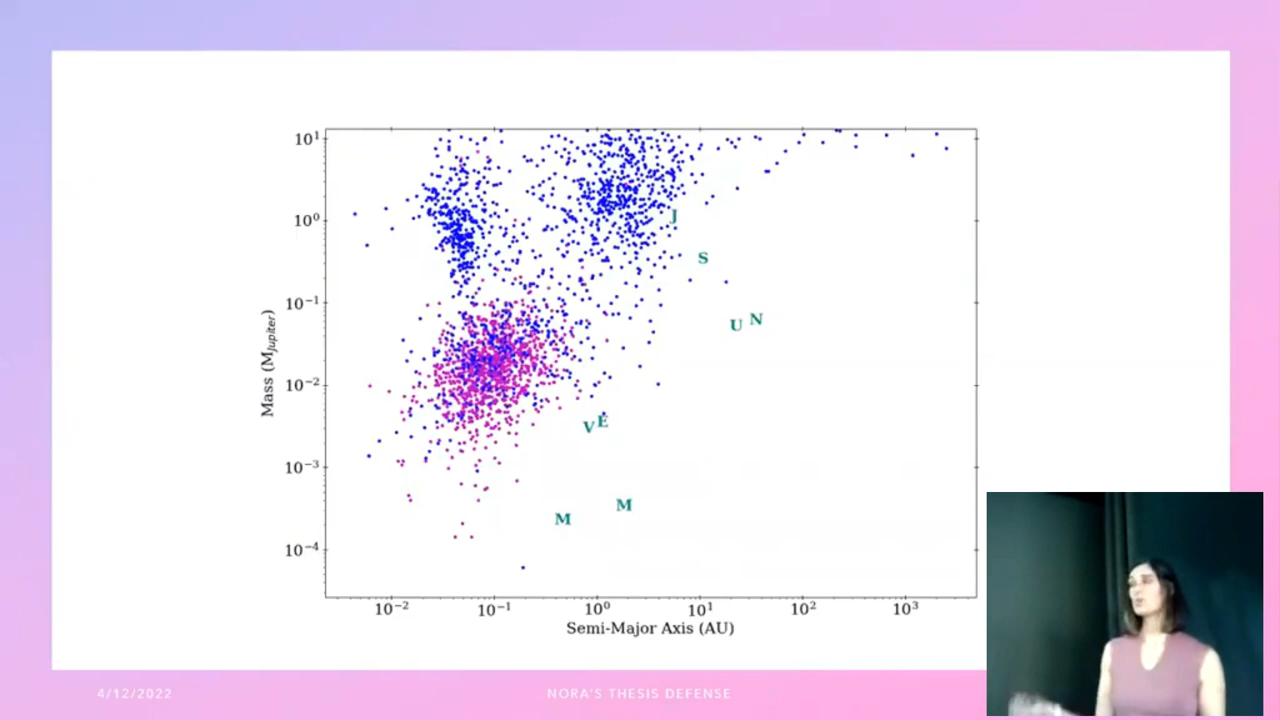 10¹
10⁰
10⁻¹
10⁻²
10⁻³
10⁻⁴
Mass (M_Jupiter)
J
S
U N
V E
M
M
10⁻² 10⁻¹ 10⁰ 10¹ 10² 10³
Semi-Major Axis (AU)
4/12/2022 NORA'S THESIS DEFENSE